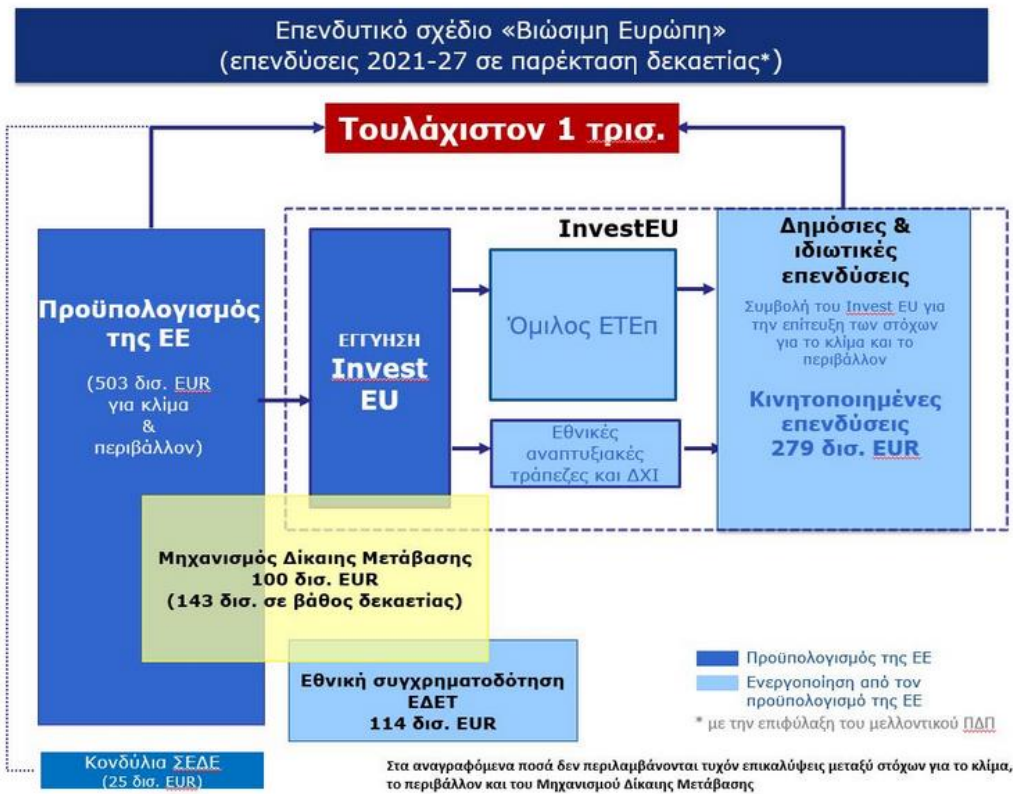 Επενδυτικό σχέδιο «Βιώσιμη Ευρώπη»
(επενδύσεις 2021-27 σε παρέκταση δεκαετίας*)
Τουλάχιστον 1 τρισ.
Προϋπολογισμός
της ΕΕ
(503 δισ. EUR
για κλίμα
&
περιβάλλον)
InvestEU
ΕΓΓΥΗΣΗ
Invest
EU
Όμιλος ΕΤΕπ
Εθνικές
αναπτυξιακές
τράπεζες και ΔΧΙ
Δημόσιες &
ιδιωτικές
επενδύσεις
Συμβολή του Invest EU για
την επίτευξη των στόχων
για το κλίμα και το
περιβάλλον
Κινητοποιημένες
επενδύσεις
279 δισ. EUR
Μηχανισμός Δίκαιης Μετάβασης
100 δισ. EUR
(143 δισ. σε βάθος δεκαετίας)
Εθνική συγχρηματοδότηση
ΕΔΕΤ
114 δισ. EUR
Κονδύλια ΣΕΔΕ
(25 δισ. EUR)
Προϋπολογισμός της ΕΕ
Ενεργοποίηση από τον
προϋπολογισμό της ΕΕ
* με την επιφύλαξη του μελλοντικού ΠΔΠ
Στα αναγραφόμενα ποσά δεν περιλαμβάνονται τυχόν επικαλύψεις μεταξύ στόχων για το κλίμα,
το περιβάλλον και του Μηχανισμού Δίκαιης Μετάβασης